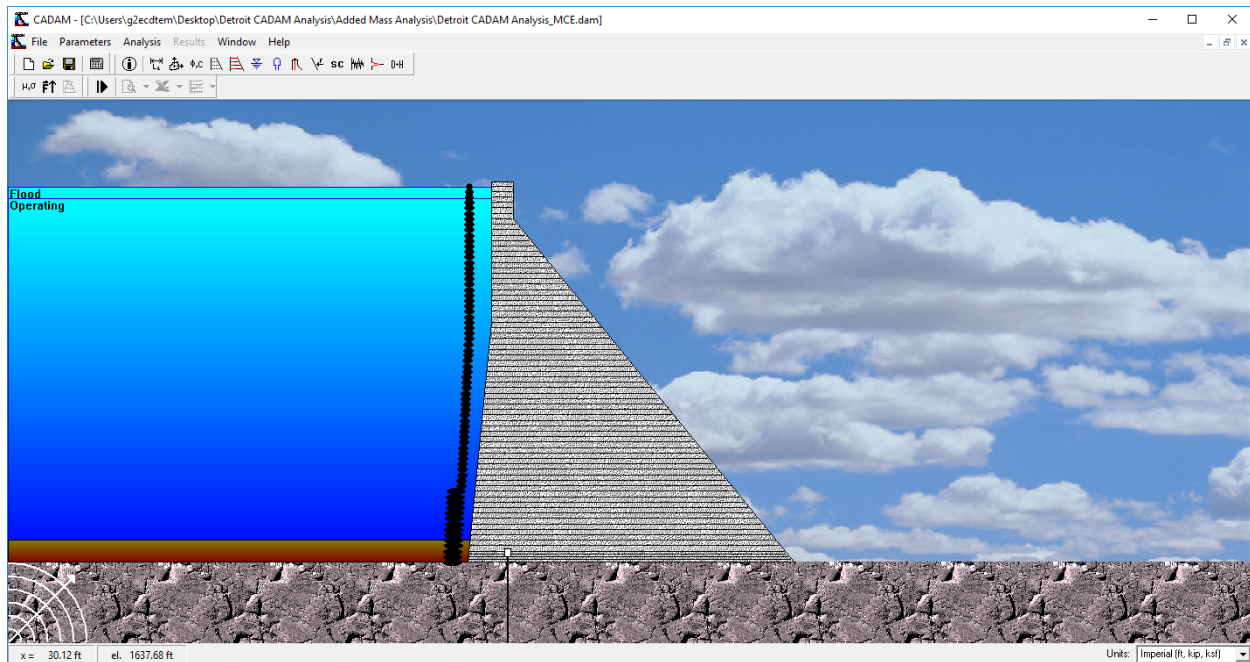 CADAM - [C:\Users\g2ecdtem\Desktop\Detroit CADAM Analysis\Added Mass Analysis\Detroit CADAM Analysis_MCE.dam]
File Parameters Analysis Results Window Help
Φ,C SC D+H
μ,σ
Flood
Operating
x = 30.12 ft el. 1637.68 ft Units: Imperial (ft, kip, ksf)